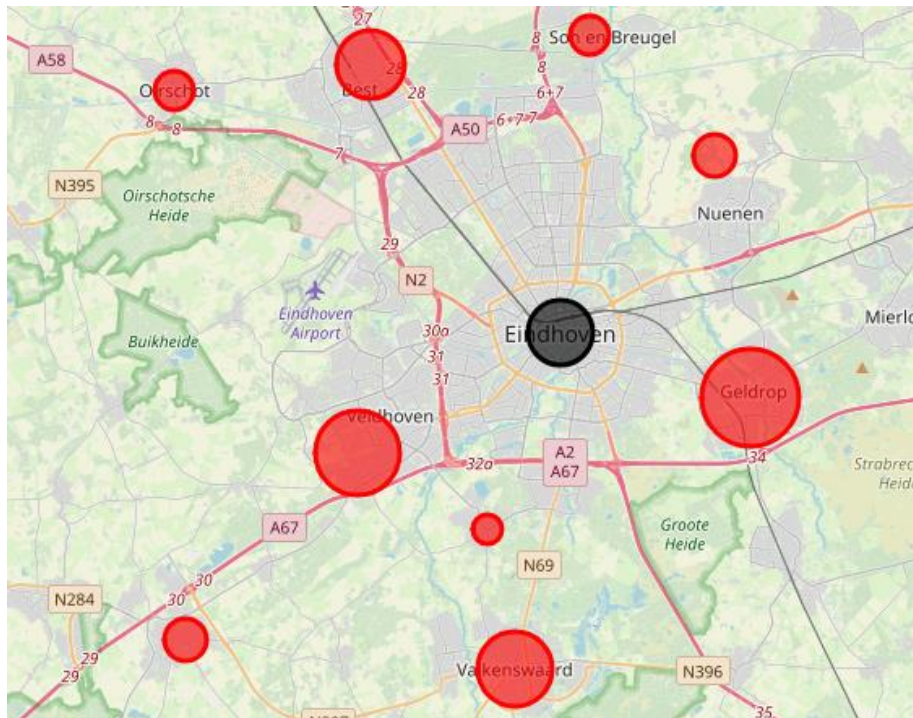 27
Son en Breugel
8
A58
28
8
Oirschot
Best
28
6+7
8
8
A50
6+7
7
7
N395
Oirschotsche
Heide
Nuenen
29
N2
Eindhoven
Airport
Mierlo
30a
Eindhoven
Buikheide
31
31
Geldrop
Veldhoven
A2
A67
32a
34
Strabrec
Heid
A67
Groote
Heide
N69
30
30
N284
29
29
Valkenswaard
N396
35